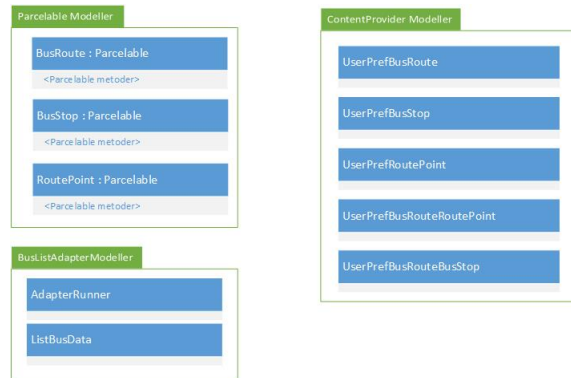 Parcelable Modeller
BusRoute : Parcelable
<Parcelable metoder>
BusStop : Parcelable
<Parcelable metoder>
RoutePoint : Parcelable
<Parcelable metoder>
BusListAdapterModeller
AdapterRunner
ListBusData
ContentProvider Modeller
UserPrefBusRoute
UserPrefBusStop
UserPrefRoutePoint
UserPrefBusRouteRoutePoint
UserPrefBusRouteBusStop